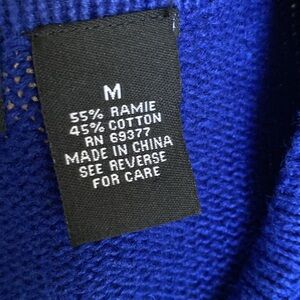 M
55% RAMIE
45% COTTON
RN 69377
MADE IN CHINA
SEE REVERSE
FOR CARE